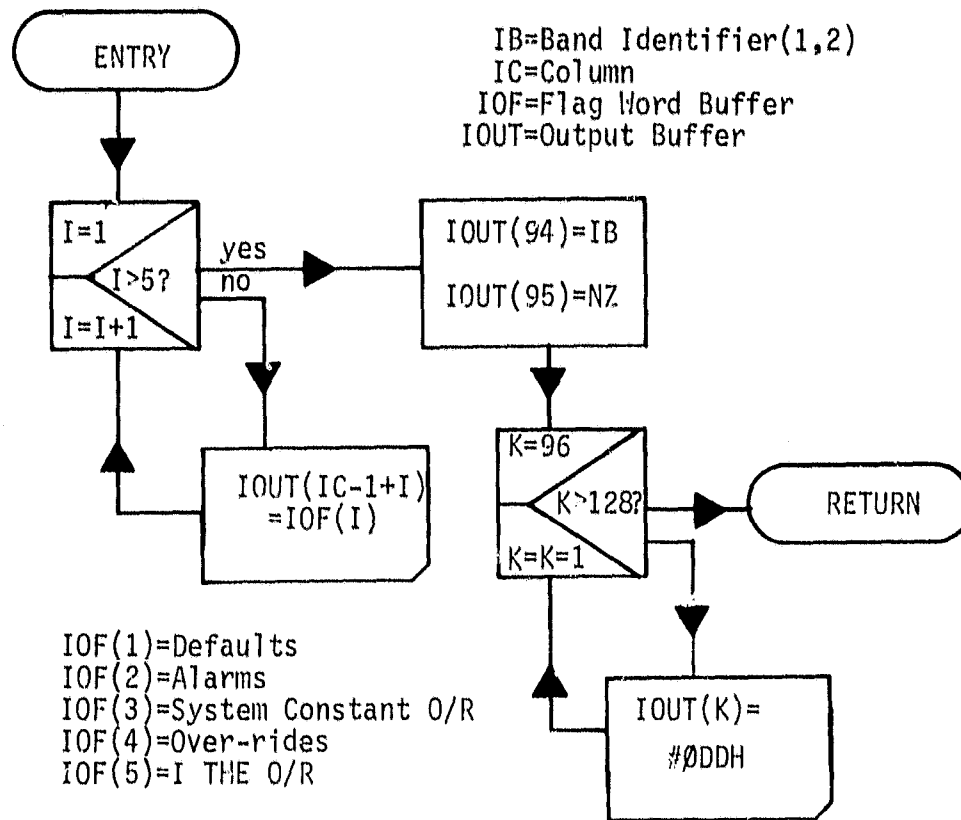 ENTRY
IB=Band Identifier(1,2)
IC=Column
IOF=Flag Word Buffer
IOUT=Output Buffer
I=1
I>5?
I=I+1
yes
no
IOUT(94)=IB
IOUT(95)=NZ
IOUT(IC-1+I)
=IOF(I)
K=96
K>128?
K=K=1
RETURN
IOUT(K)=
#ØDDH
IOF(1)=Defaults
IOF(2)=Alarms
IOF(3)=System Constant O/R
IOF(4)=Over-rides
IOF(5)=I THE O/R